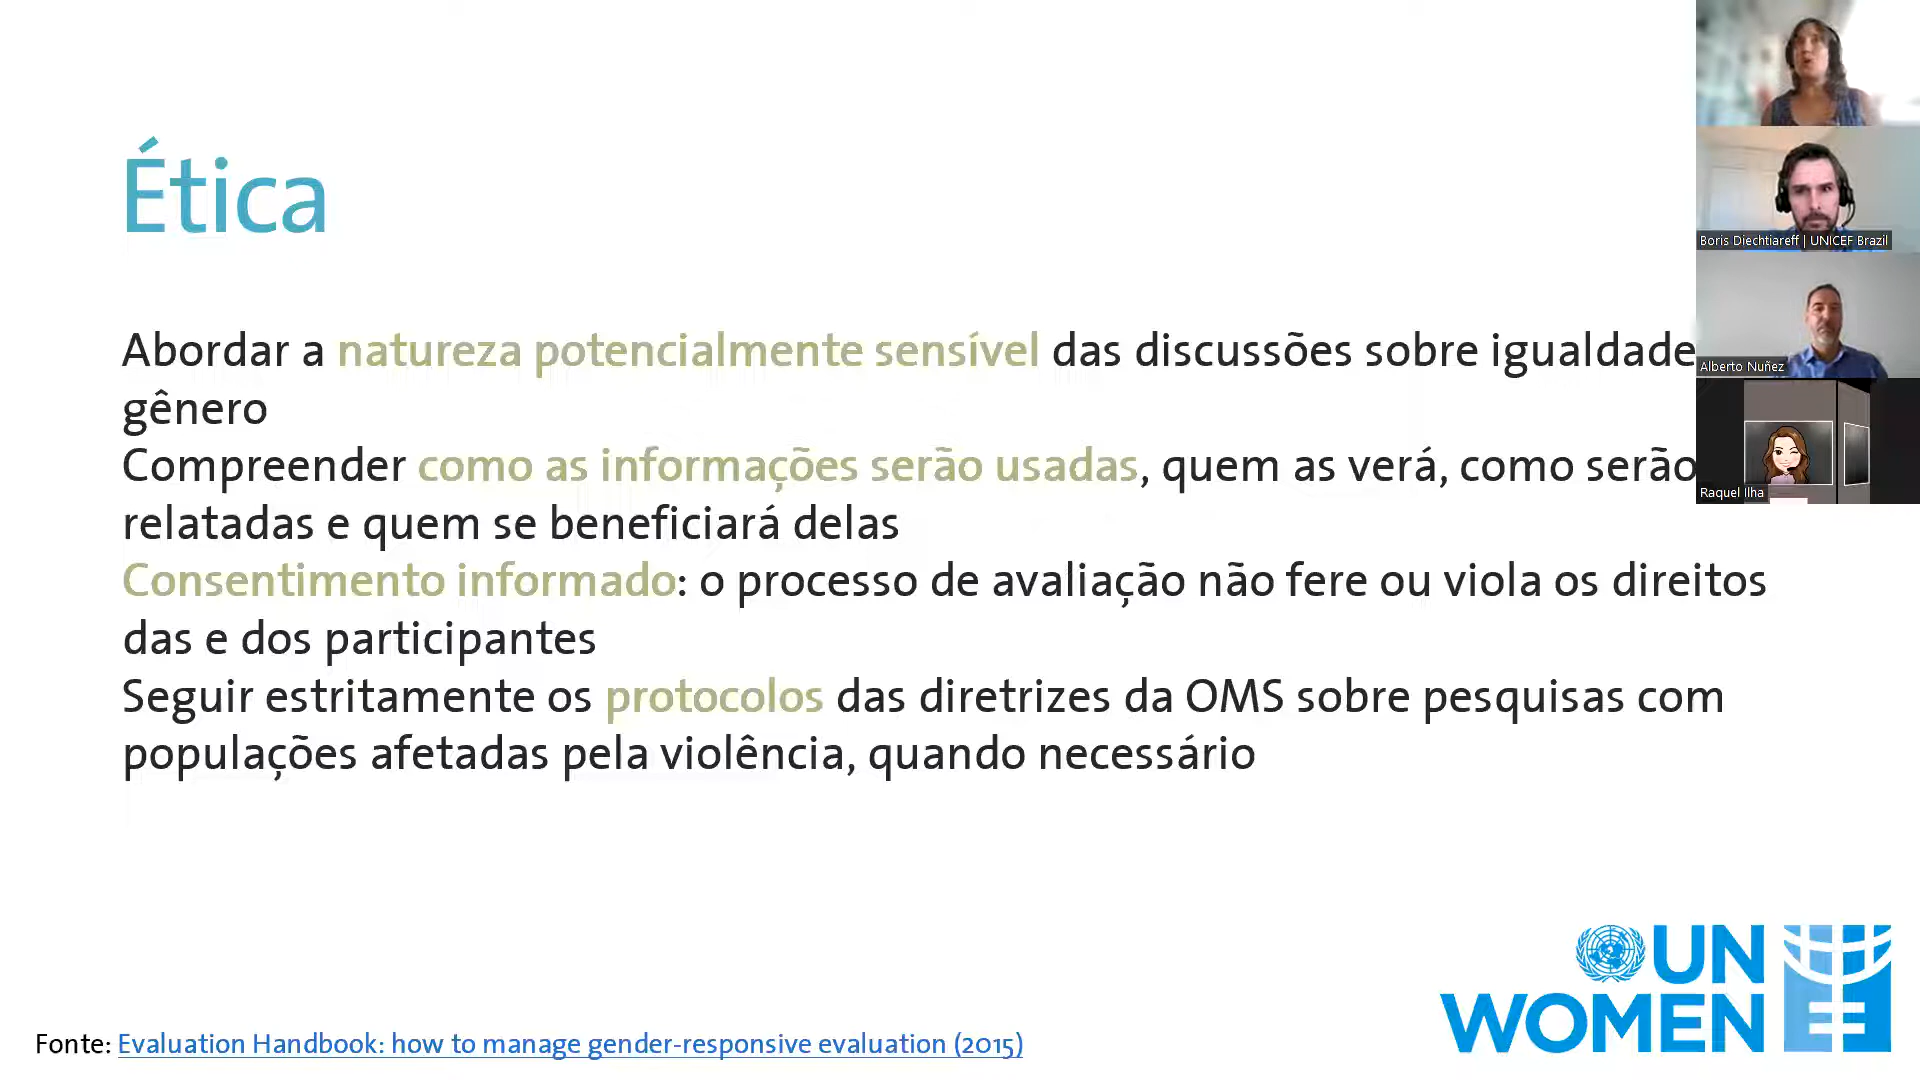 Ética
Abordar a natureza potencialmente sensível das discussões sobre igualdade
gênero
Compreender como as informações serão usadas, quem as verá, como serão
relatadas e quem se beneficiará delas
Consentimento informado: o processo de avaliação não fere ou viola os direitos
das e dos participantes
Seguir estritamente os protocolos das diretrizes da OMS sobre pesquisas com
populações afetadas pela violência, quando necessário
Boris Diechtiareff | UNICEF Brazil
Alberto Nuñez
Raquel Ilha
UN
WOMEN
Fonte: Evaluation Handbook: how to manage gender-responsive evaluation (2015)